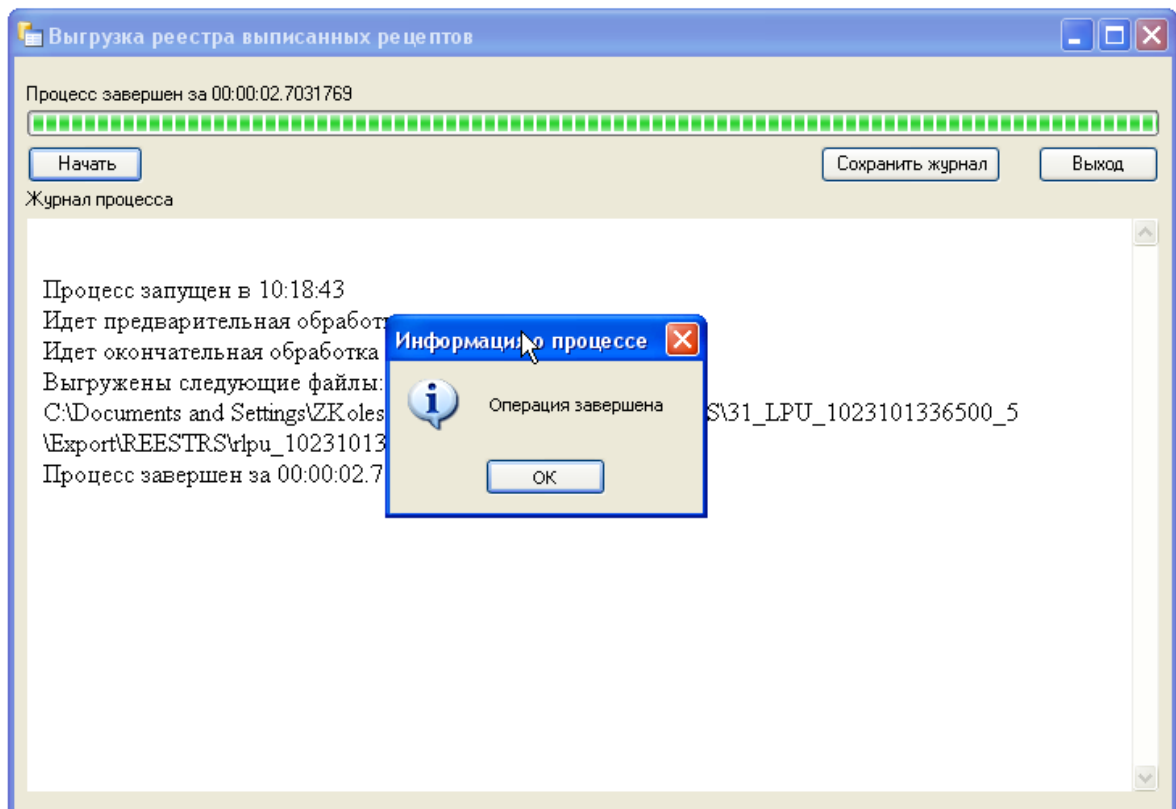 Выгрузка реестра выписанных рецептов
Процесс завершен за 00:00:02.7031769
Начать
Сохранить журнал
Выход
Журнал процесса
Процесс запущен в 10:18:43
Идет предварительная
Идет окончательная обработка
Выгружены следующие файлы:
C:\Documents and Settings\ZKoles
S\31_LPU_1023101336500_5
\Export\REESTRS\rlpu_10231013
Процесс завершен за 00:00:02.7
Информация о процессе
Операция завершена
OK